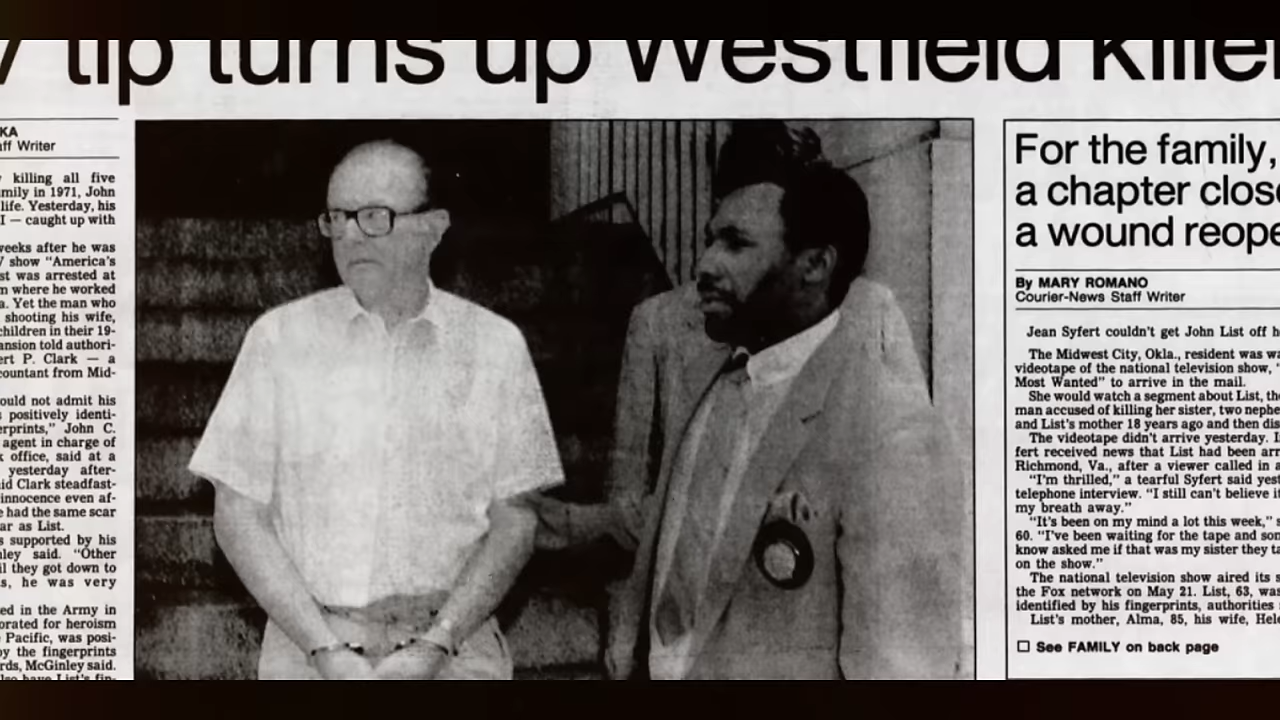 tip turns up Westfield killer
KA
aff Writer
killing all five
mily in 1971, John
life. Yesterday, his
I — caught up with
weeks after he was
V show “America's
st was arrested at
m where he worked
a. Yet the man who
shooting his wife,
children in their 19-
ansion told authori-
ert P. Clark — a
countant from Mid-
ould not admit his
positively identi-
erprints,” John C.
agent in charge of
k office, said at a
yesterday after-
id Clark steadfast-
innocence even af-
e had the same scar
ar as List.
s supported by his
nley said. “Other
il they got down to
s, he was very
ed in the Army in
orated for heroism
e Pacific, was posi-
by the fingerprints
rds, McGinley said.
also have List's fin-
For the family,
a chapter close
a wound reope
By MARY ROMANO
Courier-News Staff Writer
Jean Syfert couldn't get John List off h
The Midwest City, Okla., resident was wa
videotape of the national television show, “
Most Wanted” to arrive in the mail.
She would watch a segment about List, the
man accused of killing her sister, two nephe
and List's mother 18 years ago and then dis
The videotape didn't arrive yesterday. I
fert received news that List had been arr
Richmond, Va., after a viewer called in a
“I'm thrilled,” a tearful Syfert said yest
telephone interview. “I still can't believe i
my breath away.”
“It's been on my mind a lot this week,” s
60. “I've been waiting for the tape and som
know asked me if that was my sister they ta
on the show.”
The national television show aired its s
the Fox network on May 21. List, 63, was
identified by his fingerprints, authorities s
List's mother, Alma, 85, his wife, Hele
☐ See FAMILY on back page